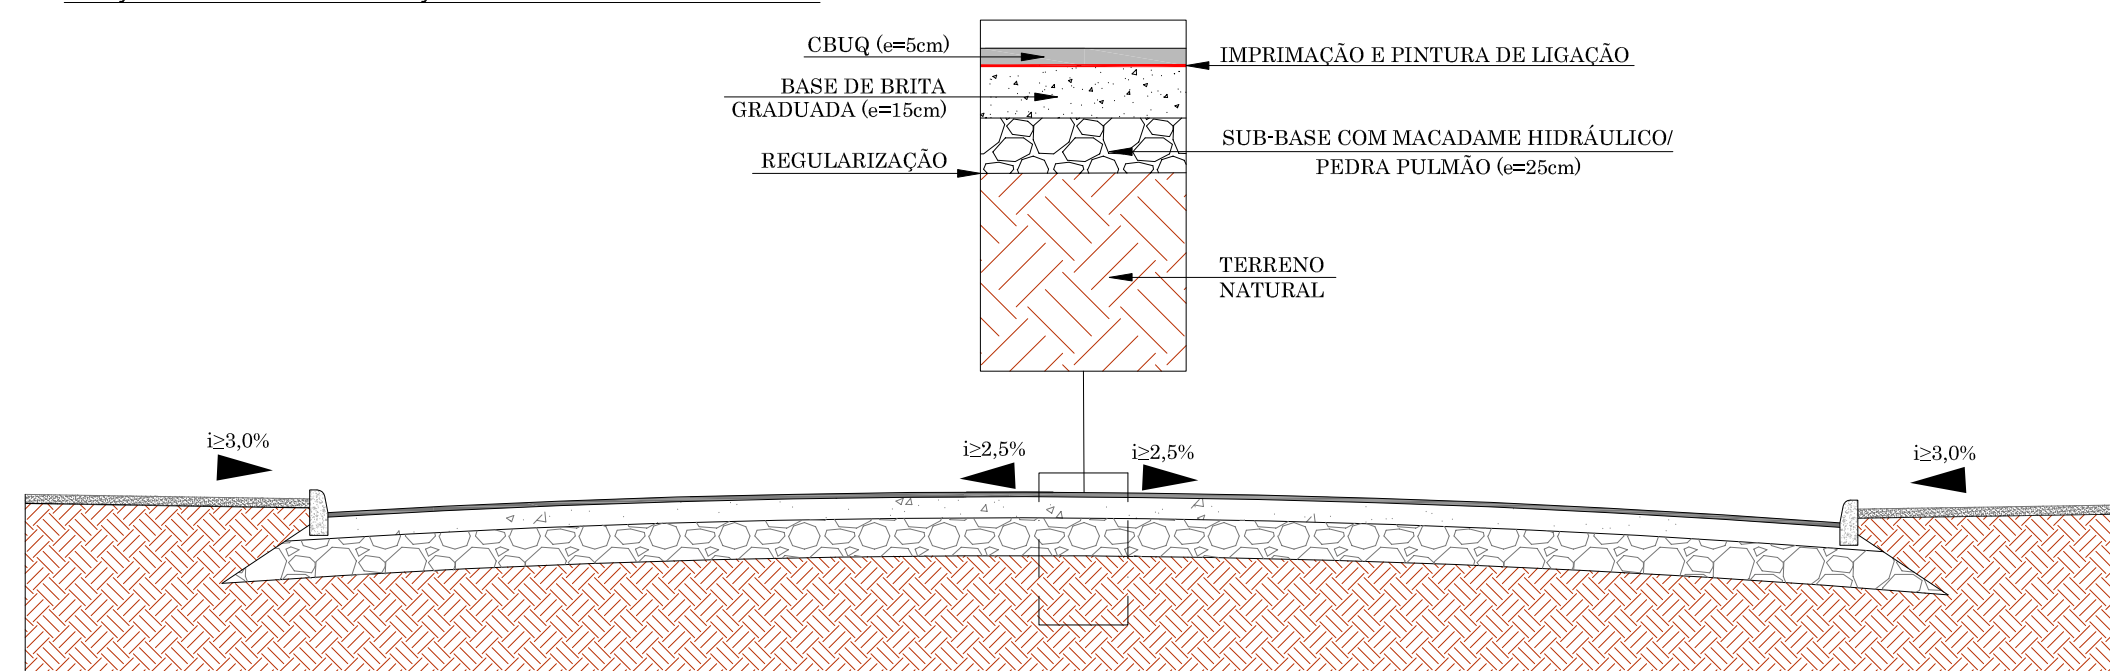 CBUQ (e=5cm)
IMPRIMAÇÃO E PINTURA DE LIGAÇÃO
BASE DE BRITA
GRADUADA (e=15cm)
SUB-BASE COM MACADAME HIDRÁULICO/
PEDRA PULMÃO (e=25cm)
REGULARIZAÇÃO
TERRENO
NATURAL
i≥3,0%
i≥2,5%
i≥2,5%
i≥3,0%